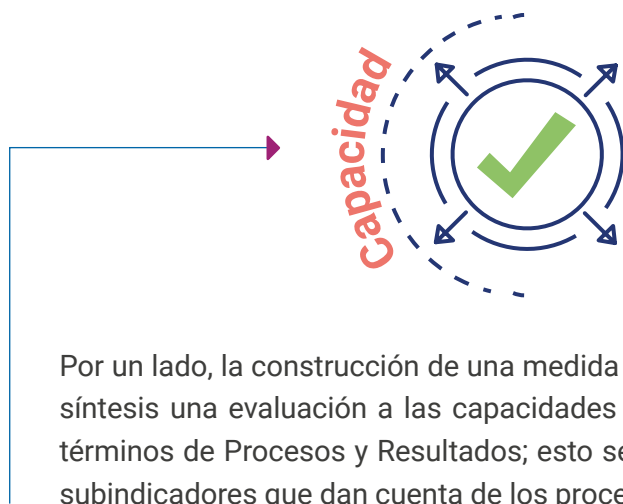 Capacidad
Por un lado, la construcción de una medida
síntesis una evaluación a las capacidades
términos de Procesos y Resultados; esto se
subindicadores que dan cuenta de los proce